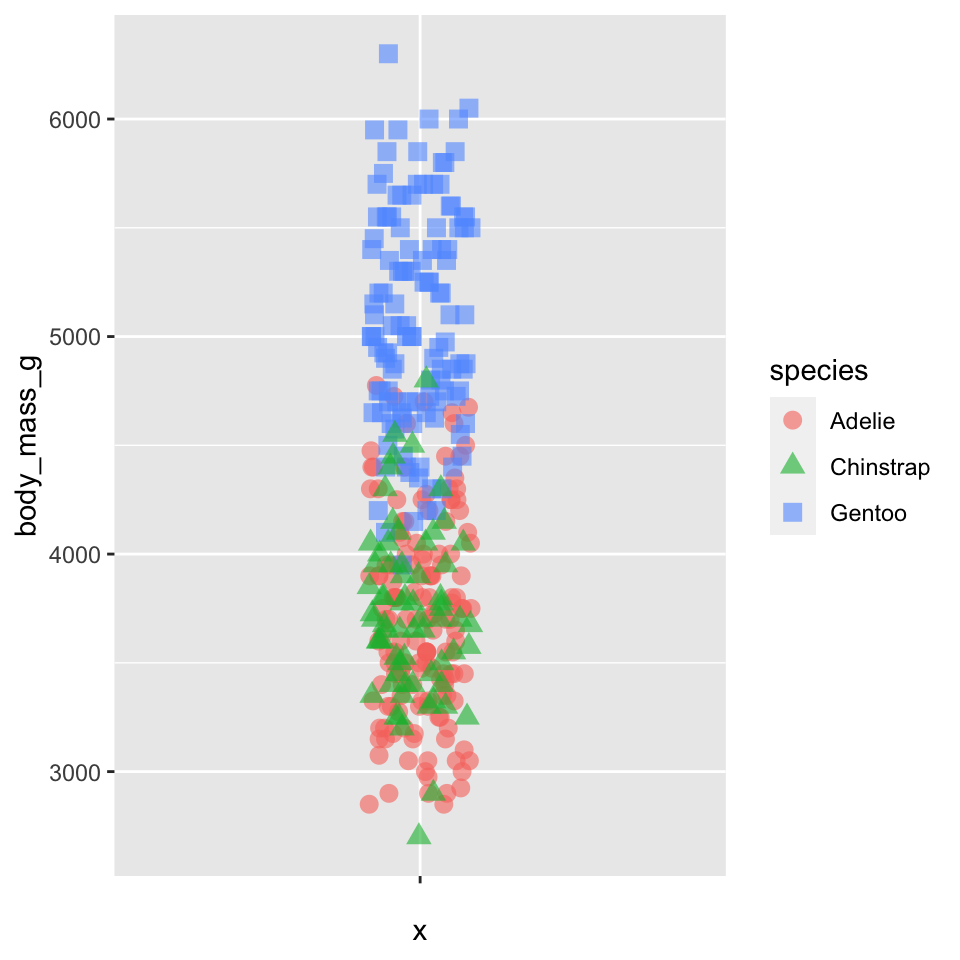 body_mass_g
6000
5000
4000
3000
x
species
Adelie
Chinstrap
Gentoo